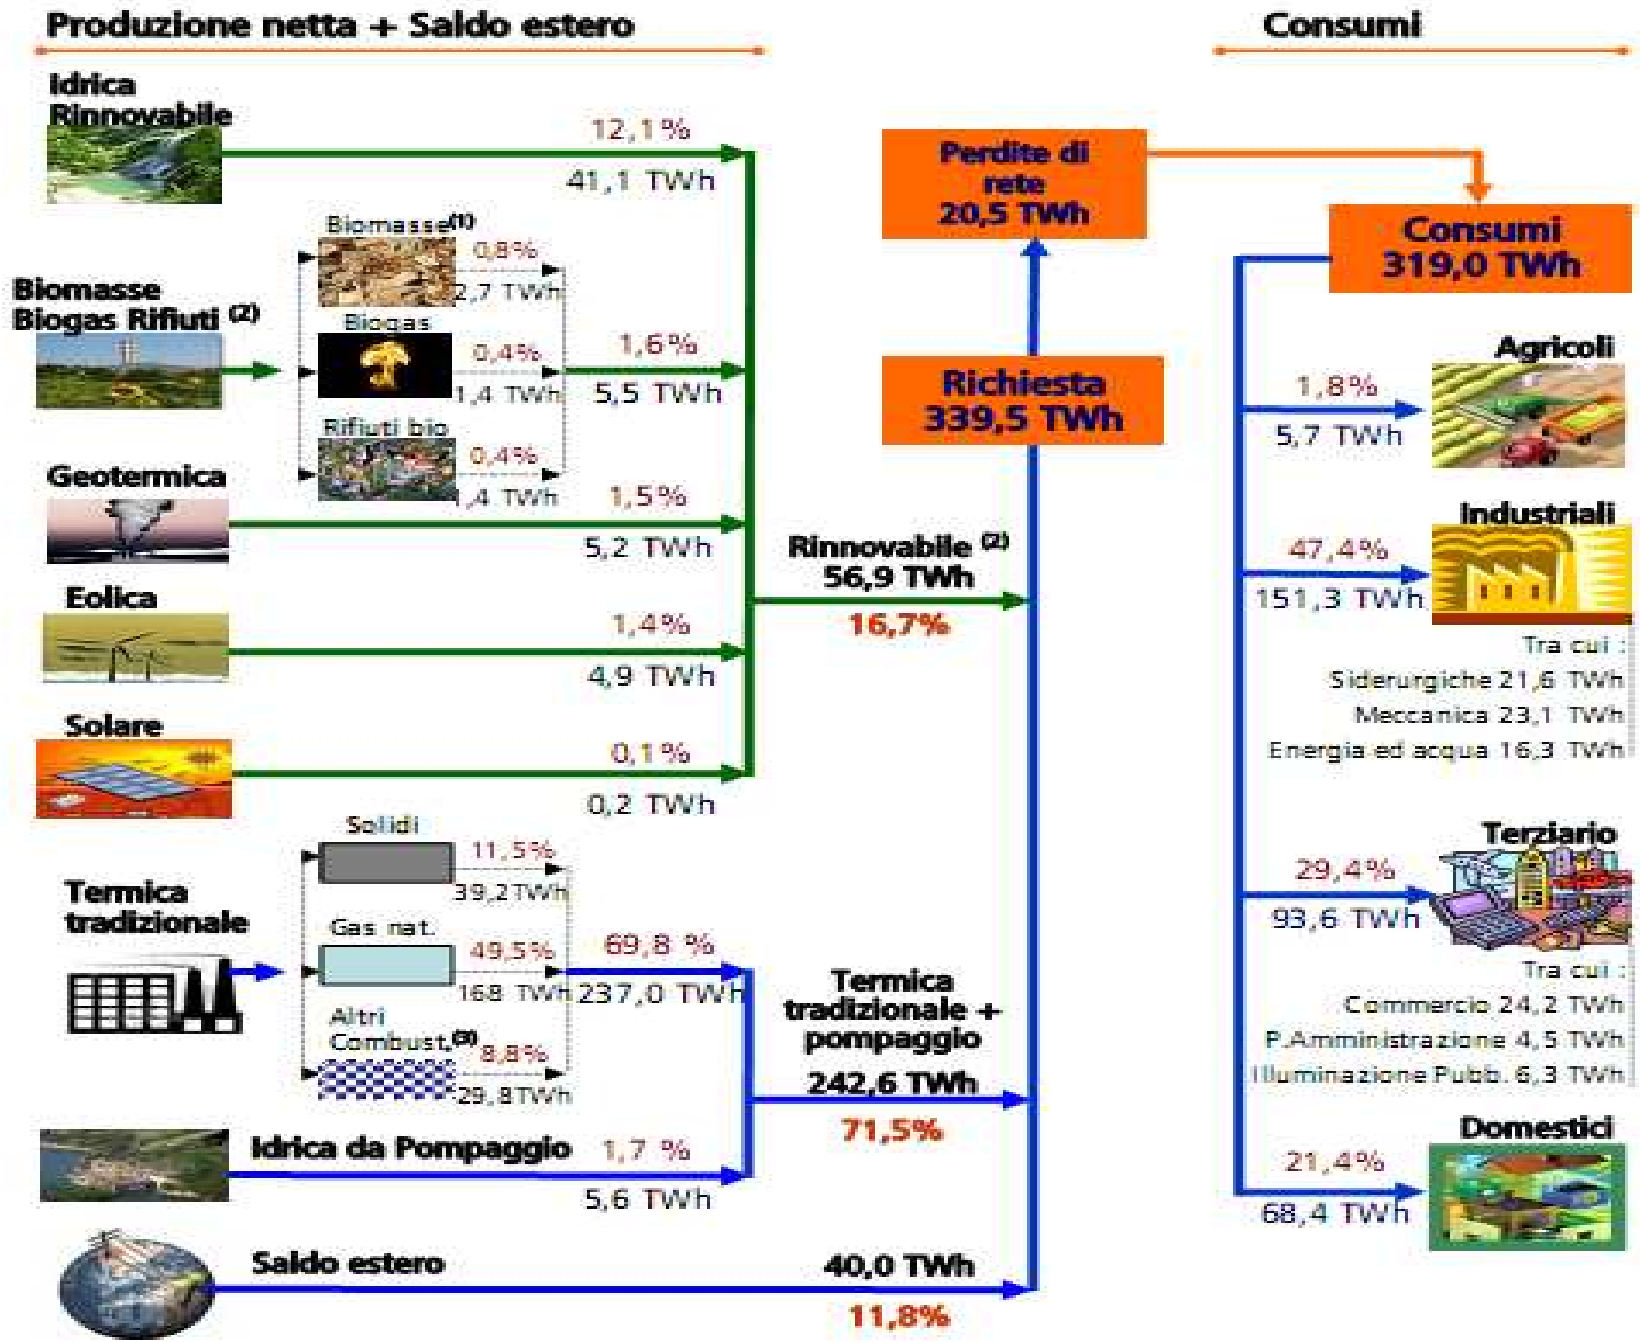 Produzione netta + Saldo estero
Idrica
Rinnovabile
12,1%
41,1 TWh
Biomasse
Biogas Rifiuti (2)
Biomasse(1)
0,8%
2,7 TWh
Biogas
0,4%
1,4 TWh
Rifiuti bio
0,4%
1,4 TWh
1,6%
5,5 TWh
Geotermica
1,5%
5,2 TWh
Eolica
1,4%
4,9 TWh
Solare
0,1%
0,2 TWh
Rinnovabile (2)
56,9 TWh
16,7%
Termica
tradizionale
Solidi
11,5%
39,2TWh
Gas nat.
49,5%
168 TWh
Altri
Combust.(3)
8,8%
29,8TWh
69,8 %
237,0 TWh
Idrica da Pompaggio
1,7 %
5,6 TWh
Termica
tradizionale +
pompaggio
242,6 TWh
71,5%
Saldo estero
40,0 TWh
11,8%
Perdite di
rete
20,5 TWh
Richiesta
339,5 TWh
Consumi
Consumi
319,0 TWh
Agricoli
1,8%
5,7 TWh
Industriali
47,4%
151,3 TWh
Tra cui :
Siderurgiche 21,6 TWh
Meccanica 23,1 TWh
Energia ed acqua 16,3 TWh
Terziario
29,4%
93,6 TWh
Tra cui :
Commercio 24,2 TWh
P.Amministrazione 4,5 TWh
Illuminazione Pubb. 6,3 TWh
Domestici
21,4%
68,4 TWh